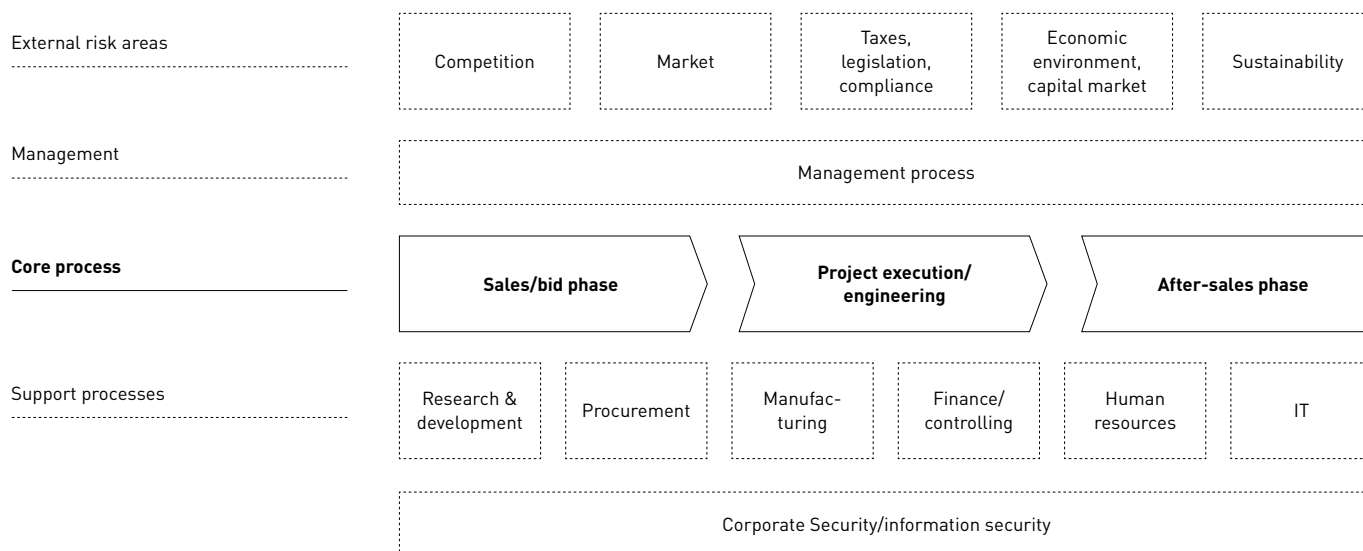 External risk areas
Competition
Market
Taxes,
legislation,
compliance
Economic
environment,
capital market
Sustainability
Management
Management process
Core process
Sales/bid phase
Project execution/
engineering
After-sales phase
Support processes
Research &
development
Procurement
Manufac-
turing
Finance/
controlling
Human
resources
IT
Corporate Security/information security